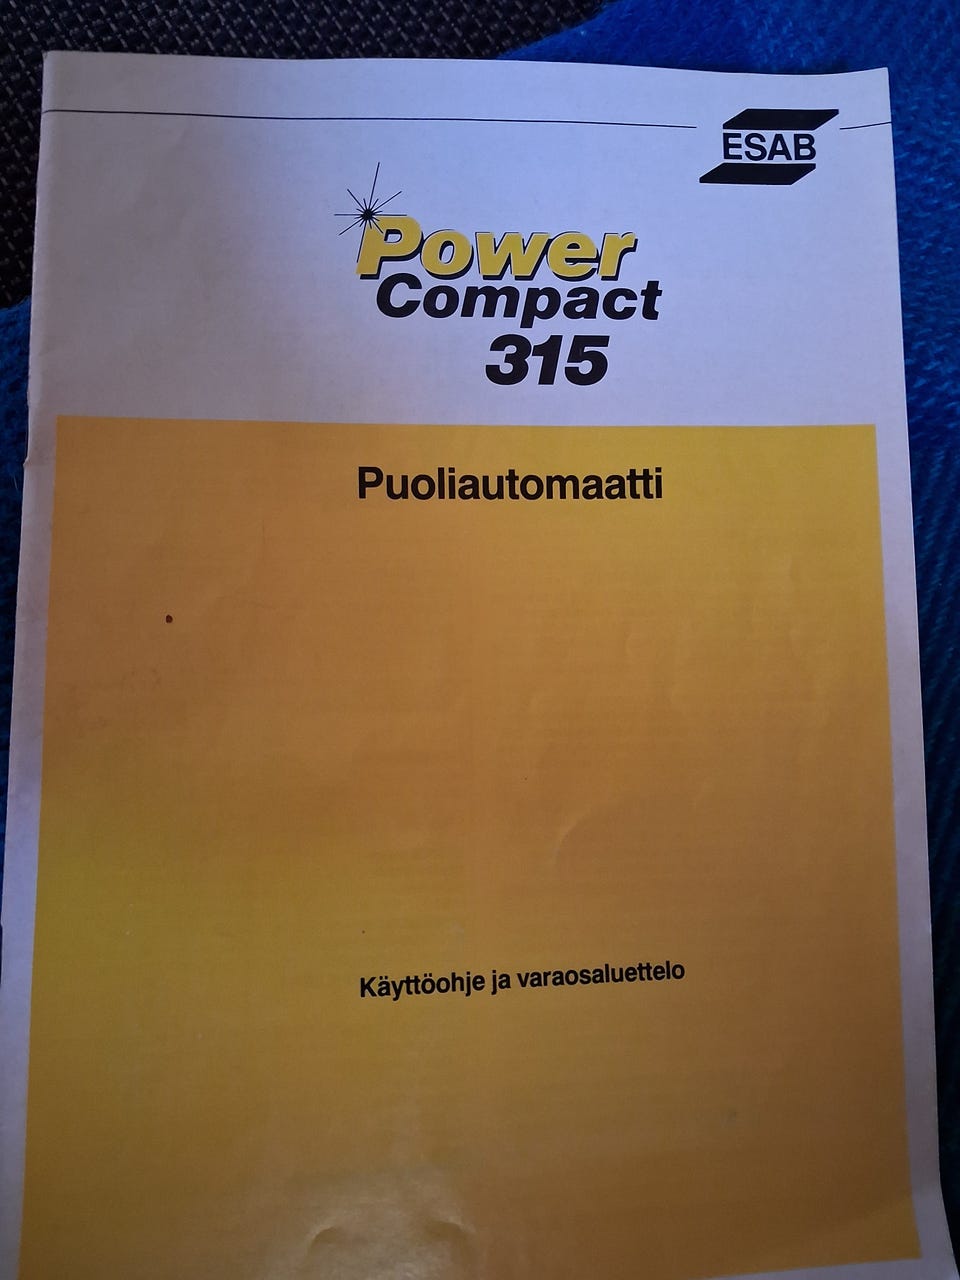 ESAB
Power
Compact
315
Puoliautomaatti
Käyttöohje ja varaosaluettelo